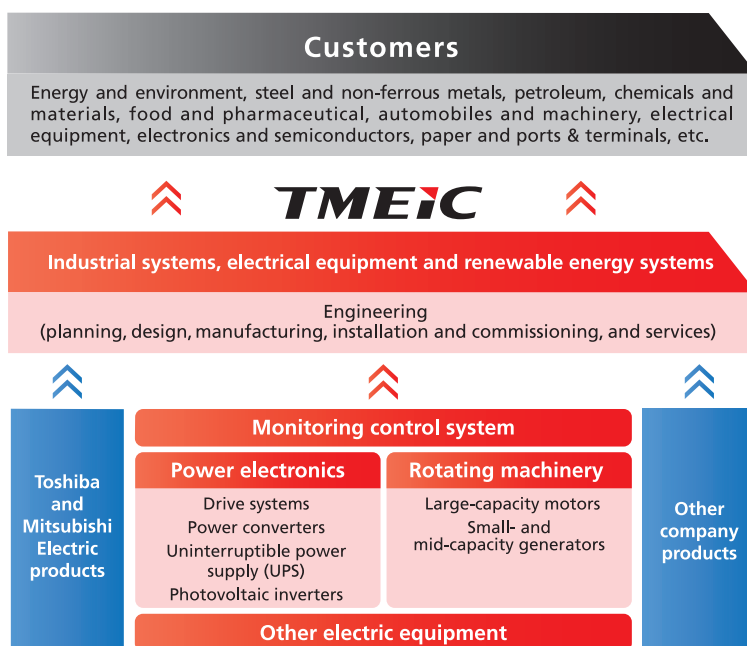 Customers
Energy and environment, steel and non-ferrous metals, petroleum, chemicals and
materials, food and pharmaceutical, automobiles and machinery, electrical
equipment, electronics and semiconductors, paper and ports & terminals, etc.
TMEiC
Industrial systems, electrical equipment and renewable energy systems
Engineering
(planning, design, manufacturing, installation and commissioning, and services)
Toshiba
and
Mitsubishi
Electric
products
Monitoring control system
Power electronics
Drive systems
Power converters
Uninterruptible power
supply (UPS)
Photovoltaic inverters
Rotating machinery
Large-capacity motors
Small- and
mid-capacity generators
Other electric equipment
Other
company
products